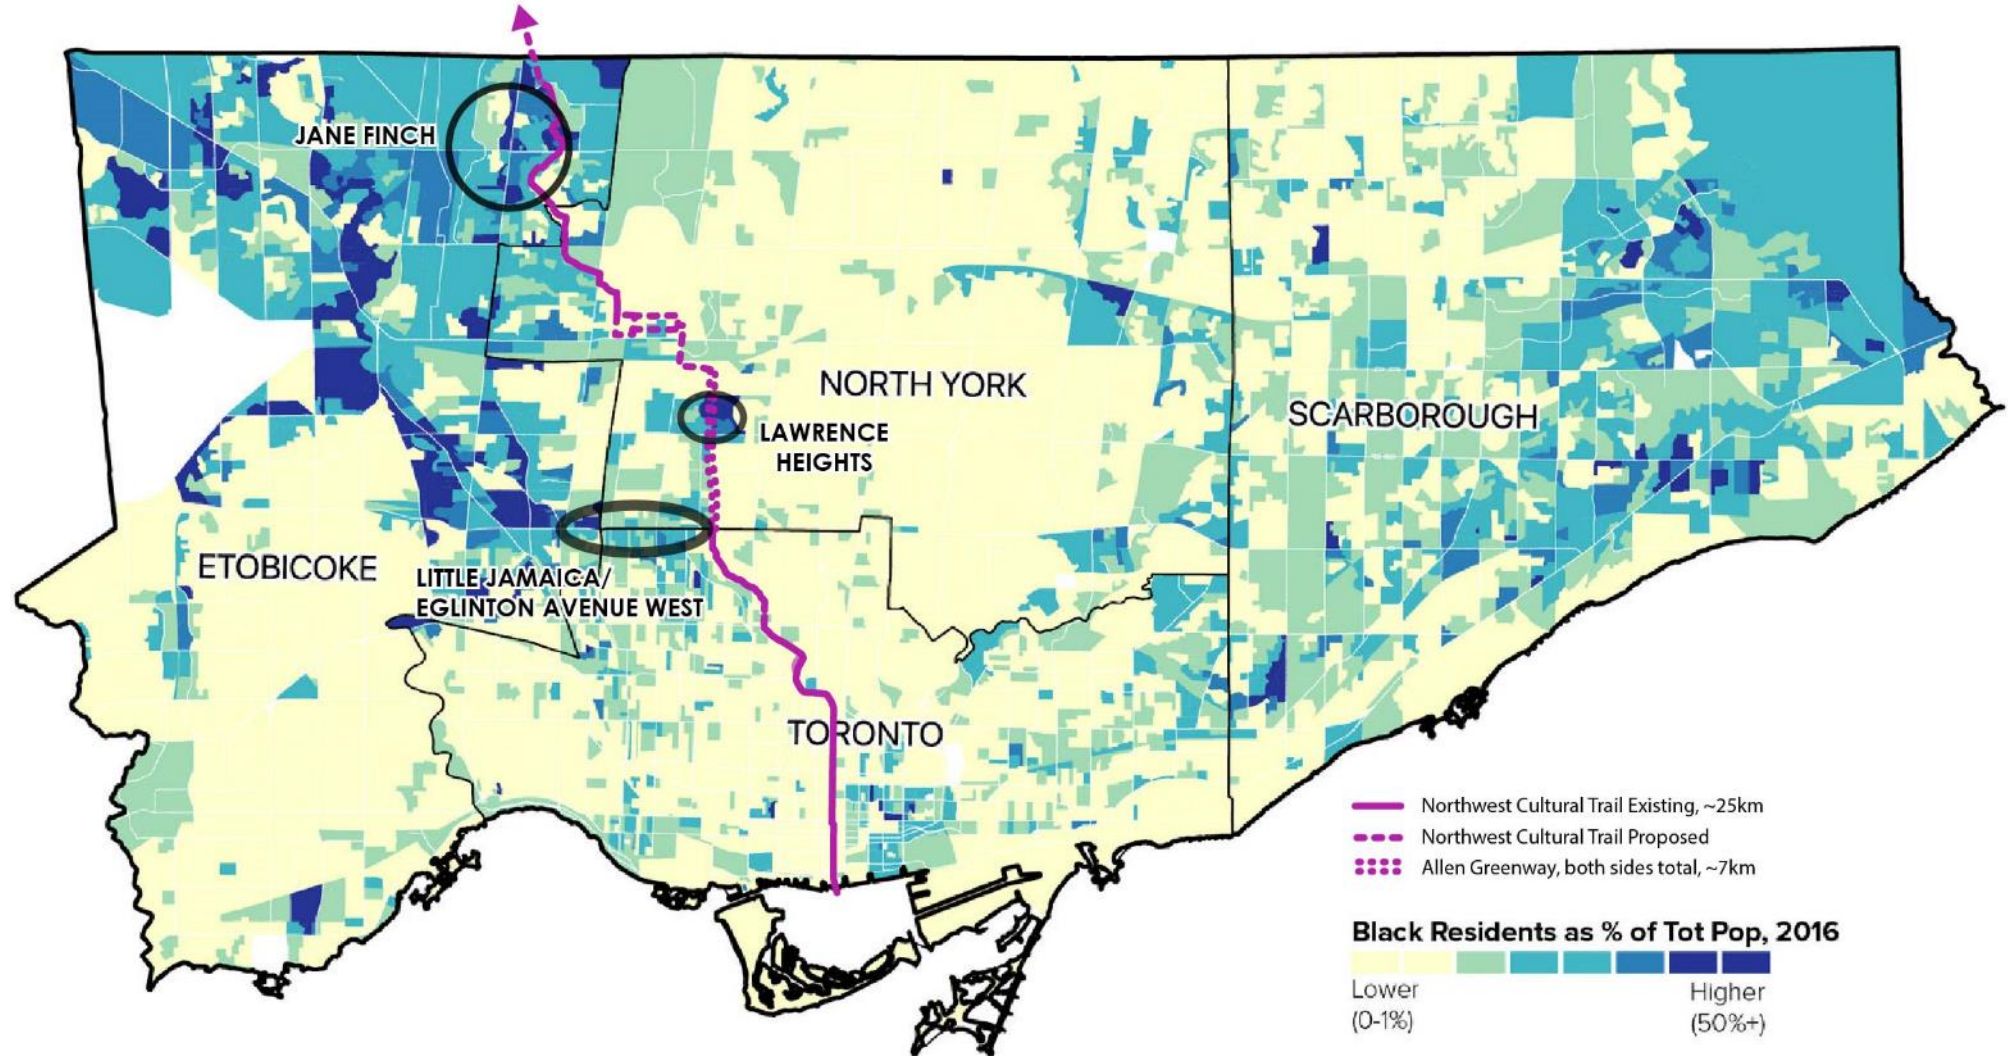 JANE FINCH
NORTH YORK
SCARBOROUGH
LAWRENCE
HEIGHTS
ETOBICOKE
LITTLE JAMAICA/
EGLINTON AVENUE WEST
TORONTO
Northwest Cultural Trail Existing, ~25km
Northwest Cultural Trail Proposed
Allen Greenway, both sides total, ~7km
Black Residents as % of Tot Pop, 2016
Lower
(0-1%)
Higher
(50%+)